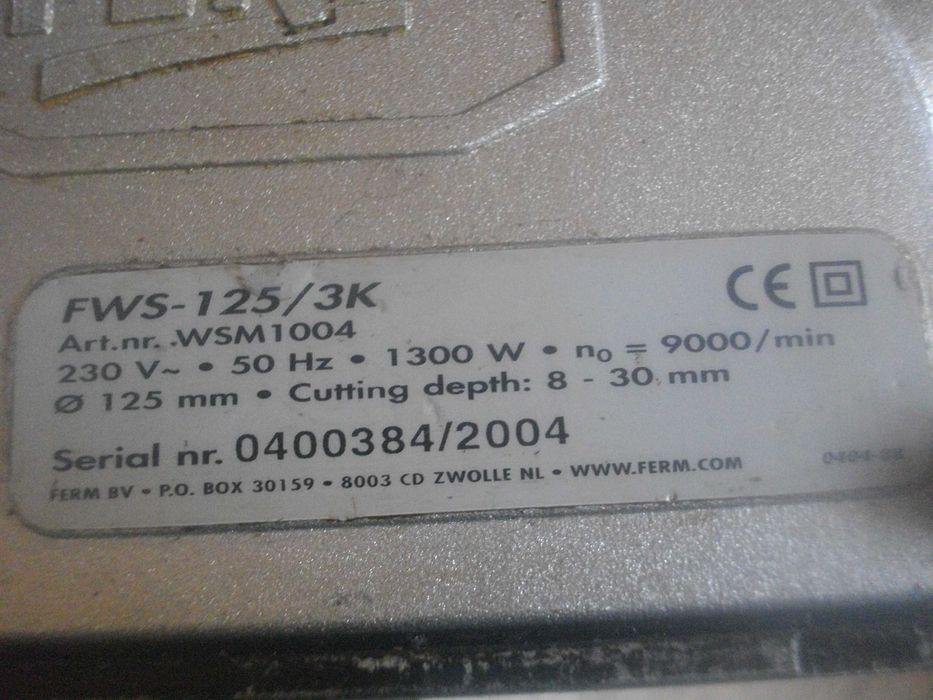 FWS-125/3K
Art.nr. .WSM1004
230 V~ • 50 Hz • 1300 W • n₀ = 9000/min
Ø 125 mm • Cutting depth: 8 - 30 mm
Serial nr. 0400384/2004
FERM BV • P.O. BOX 30159 • 8003 CD ZWOLLE NL • WWW.FERM.COM
CE